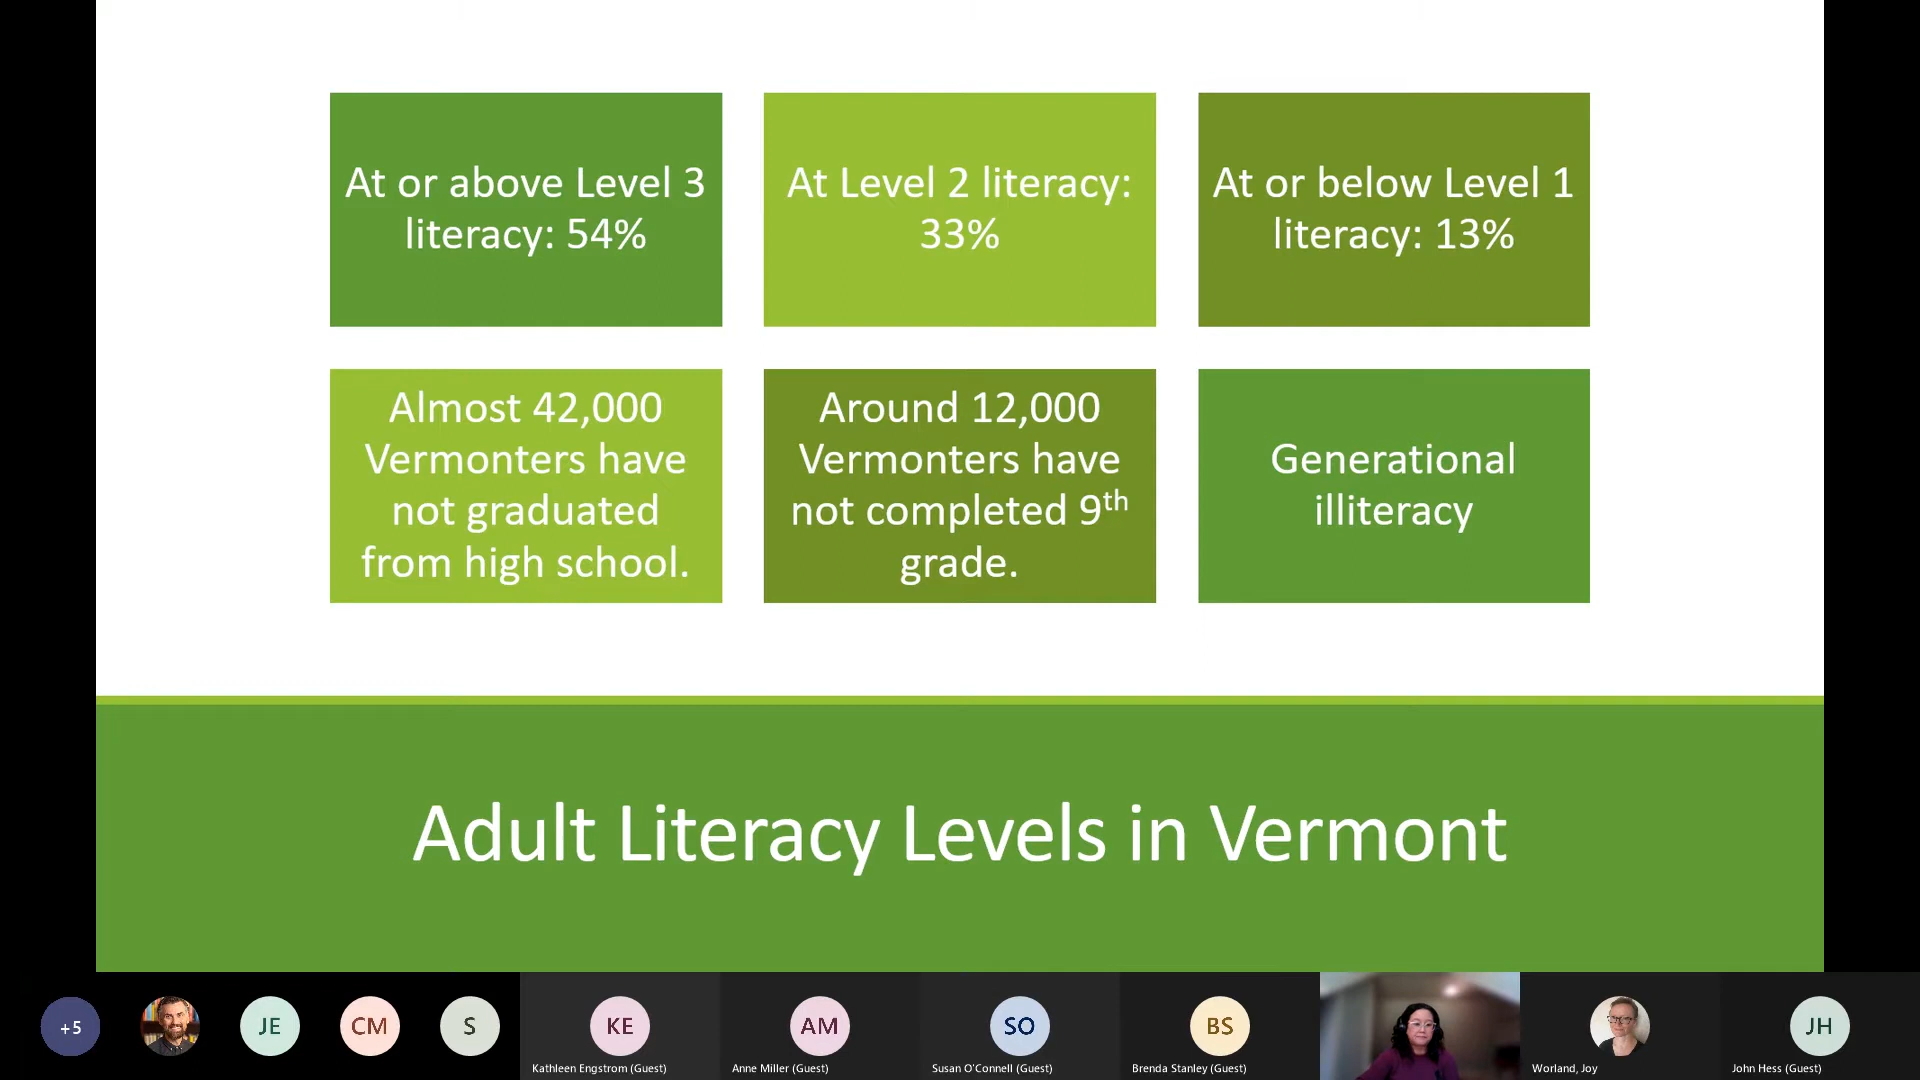 At or above Level 3
literacy: 54%
At Level 2 literacy:
33%
At or below Level 1
literacy: 13%
Almost 42,000
Vermonters have
not graduated
from high school.
Around 12,000
Vermonters have
not completed 9th
grade.
Generational
illiteracy
Adult Literacy Levels in Vermont
+5
JE
CM
S
KE
Kathleen Engstrom (Guest)
AM
Anne Miller (Guest)
SO
Susan O'Connell (Guest)
BS
Brenda Stanley (Guest)
Worland, Joy
JH
John Hess (Guest)